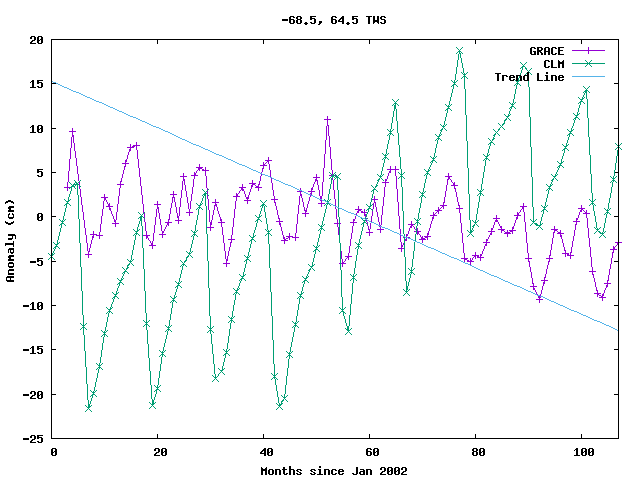 -68.5, 64.5 TWS
GRACE
CLM
Trend Line
20
15
10
5
0
-5
-10
-15
-20
-25
Anomaly (cm)
0 20 40 60 80 100
Months since Jan 2002